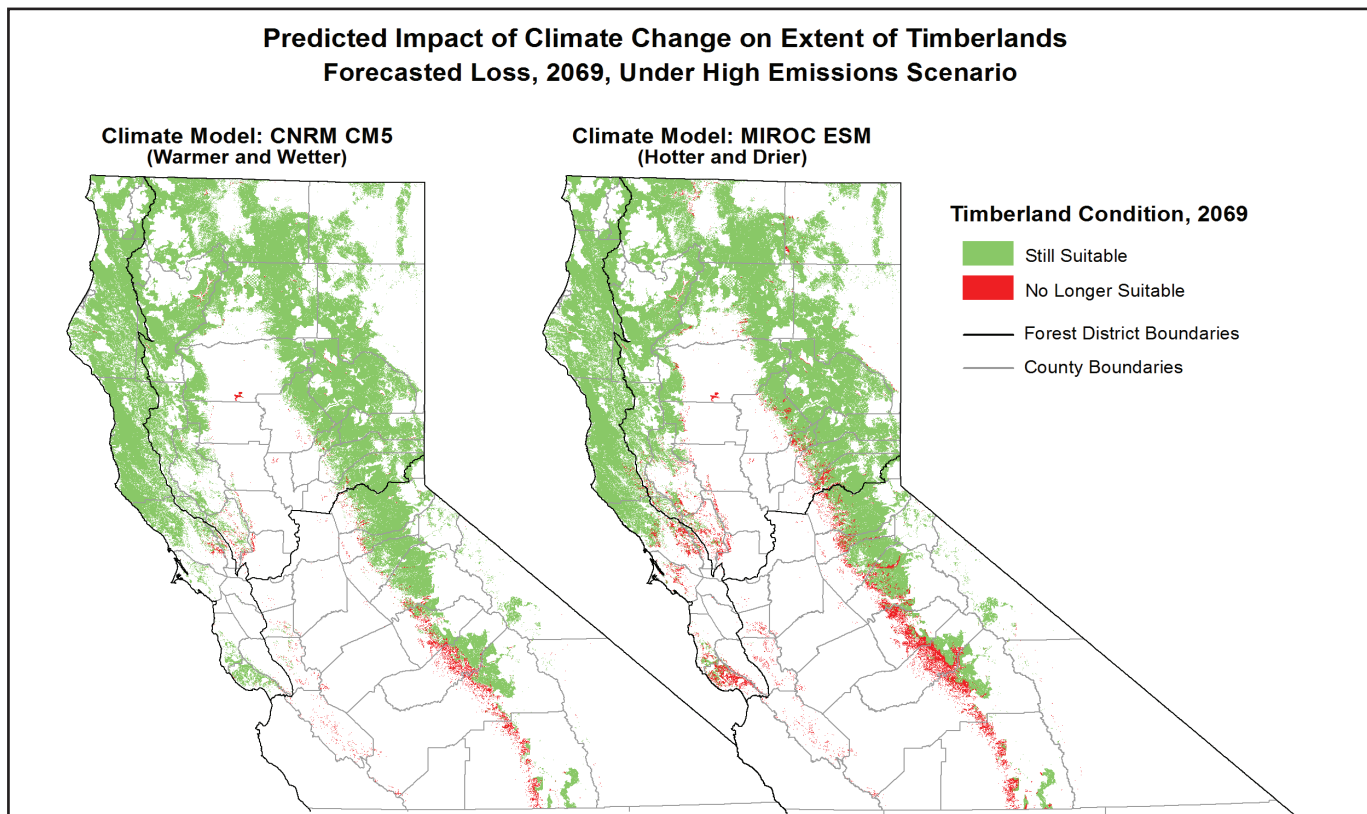 Predicted Impact of Climate Change on Extent of Timberlands
Forecasted Loss, 2069, Under High Emissions Scenario
Climate Model: CNRM CM5
(Warmer and Wetter)
Climate Model: MIROC ESM
(Hotter and Drier)
Timberland Condition, 2069
Still Suitable
No Longer Suitable
Forest District Boundaries
County Boundaries